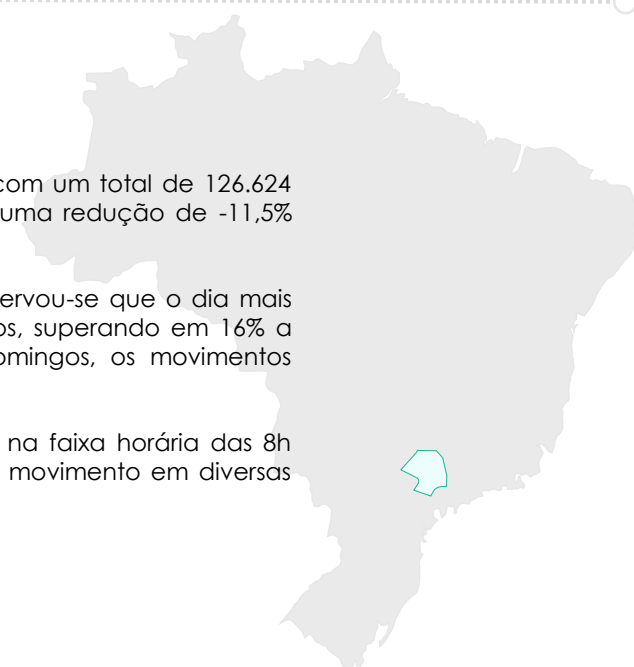 com um total de 126.624
uma redução de -11,5%
ervou-se que o dia mais
os, superando em 16% a
omingos, os movimentos
na faixa horária das 8h
movimento em diversas